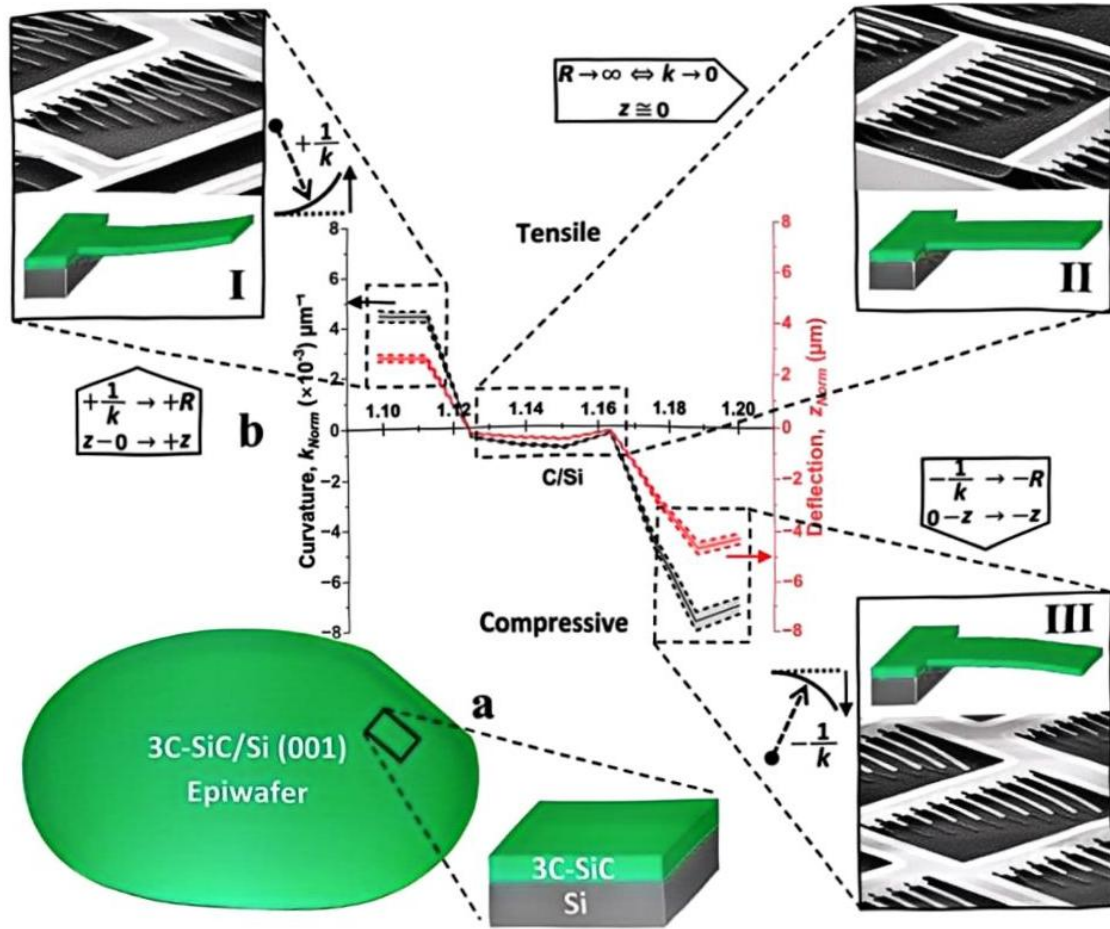 I
+1/k
R→∞ ⇔ k→0
z≅0
II
Tensile
+1/k → +R
z−0 → +z
b
Curvature, k_Norm (×10⁻³) μm⁻¹
8
6
4
2
0
−2
−4
−6
−8
1.10 1.12 1.14 1.16 1.18 1.20
C/Si
8
6
4
2
0
−2
−4
−6
−8
Deflection, z_Norm (μm)
−1/k → −R
0−z → −z
Compressive
III
−1/k
a
3C-SiC/Si (001)
Epiwafer
3C-SiC
Si